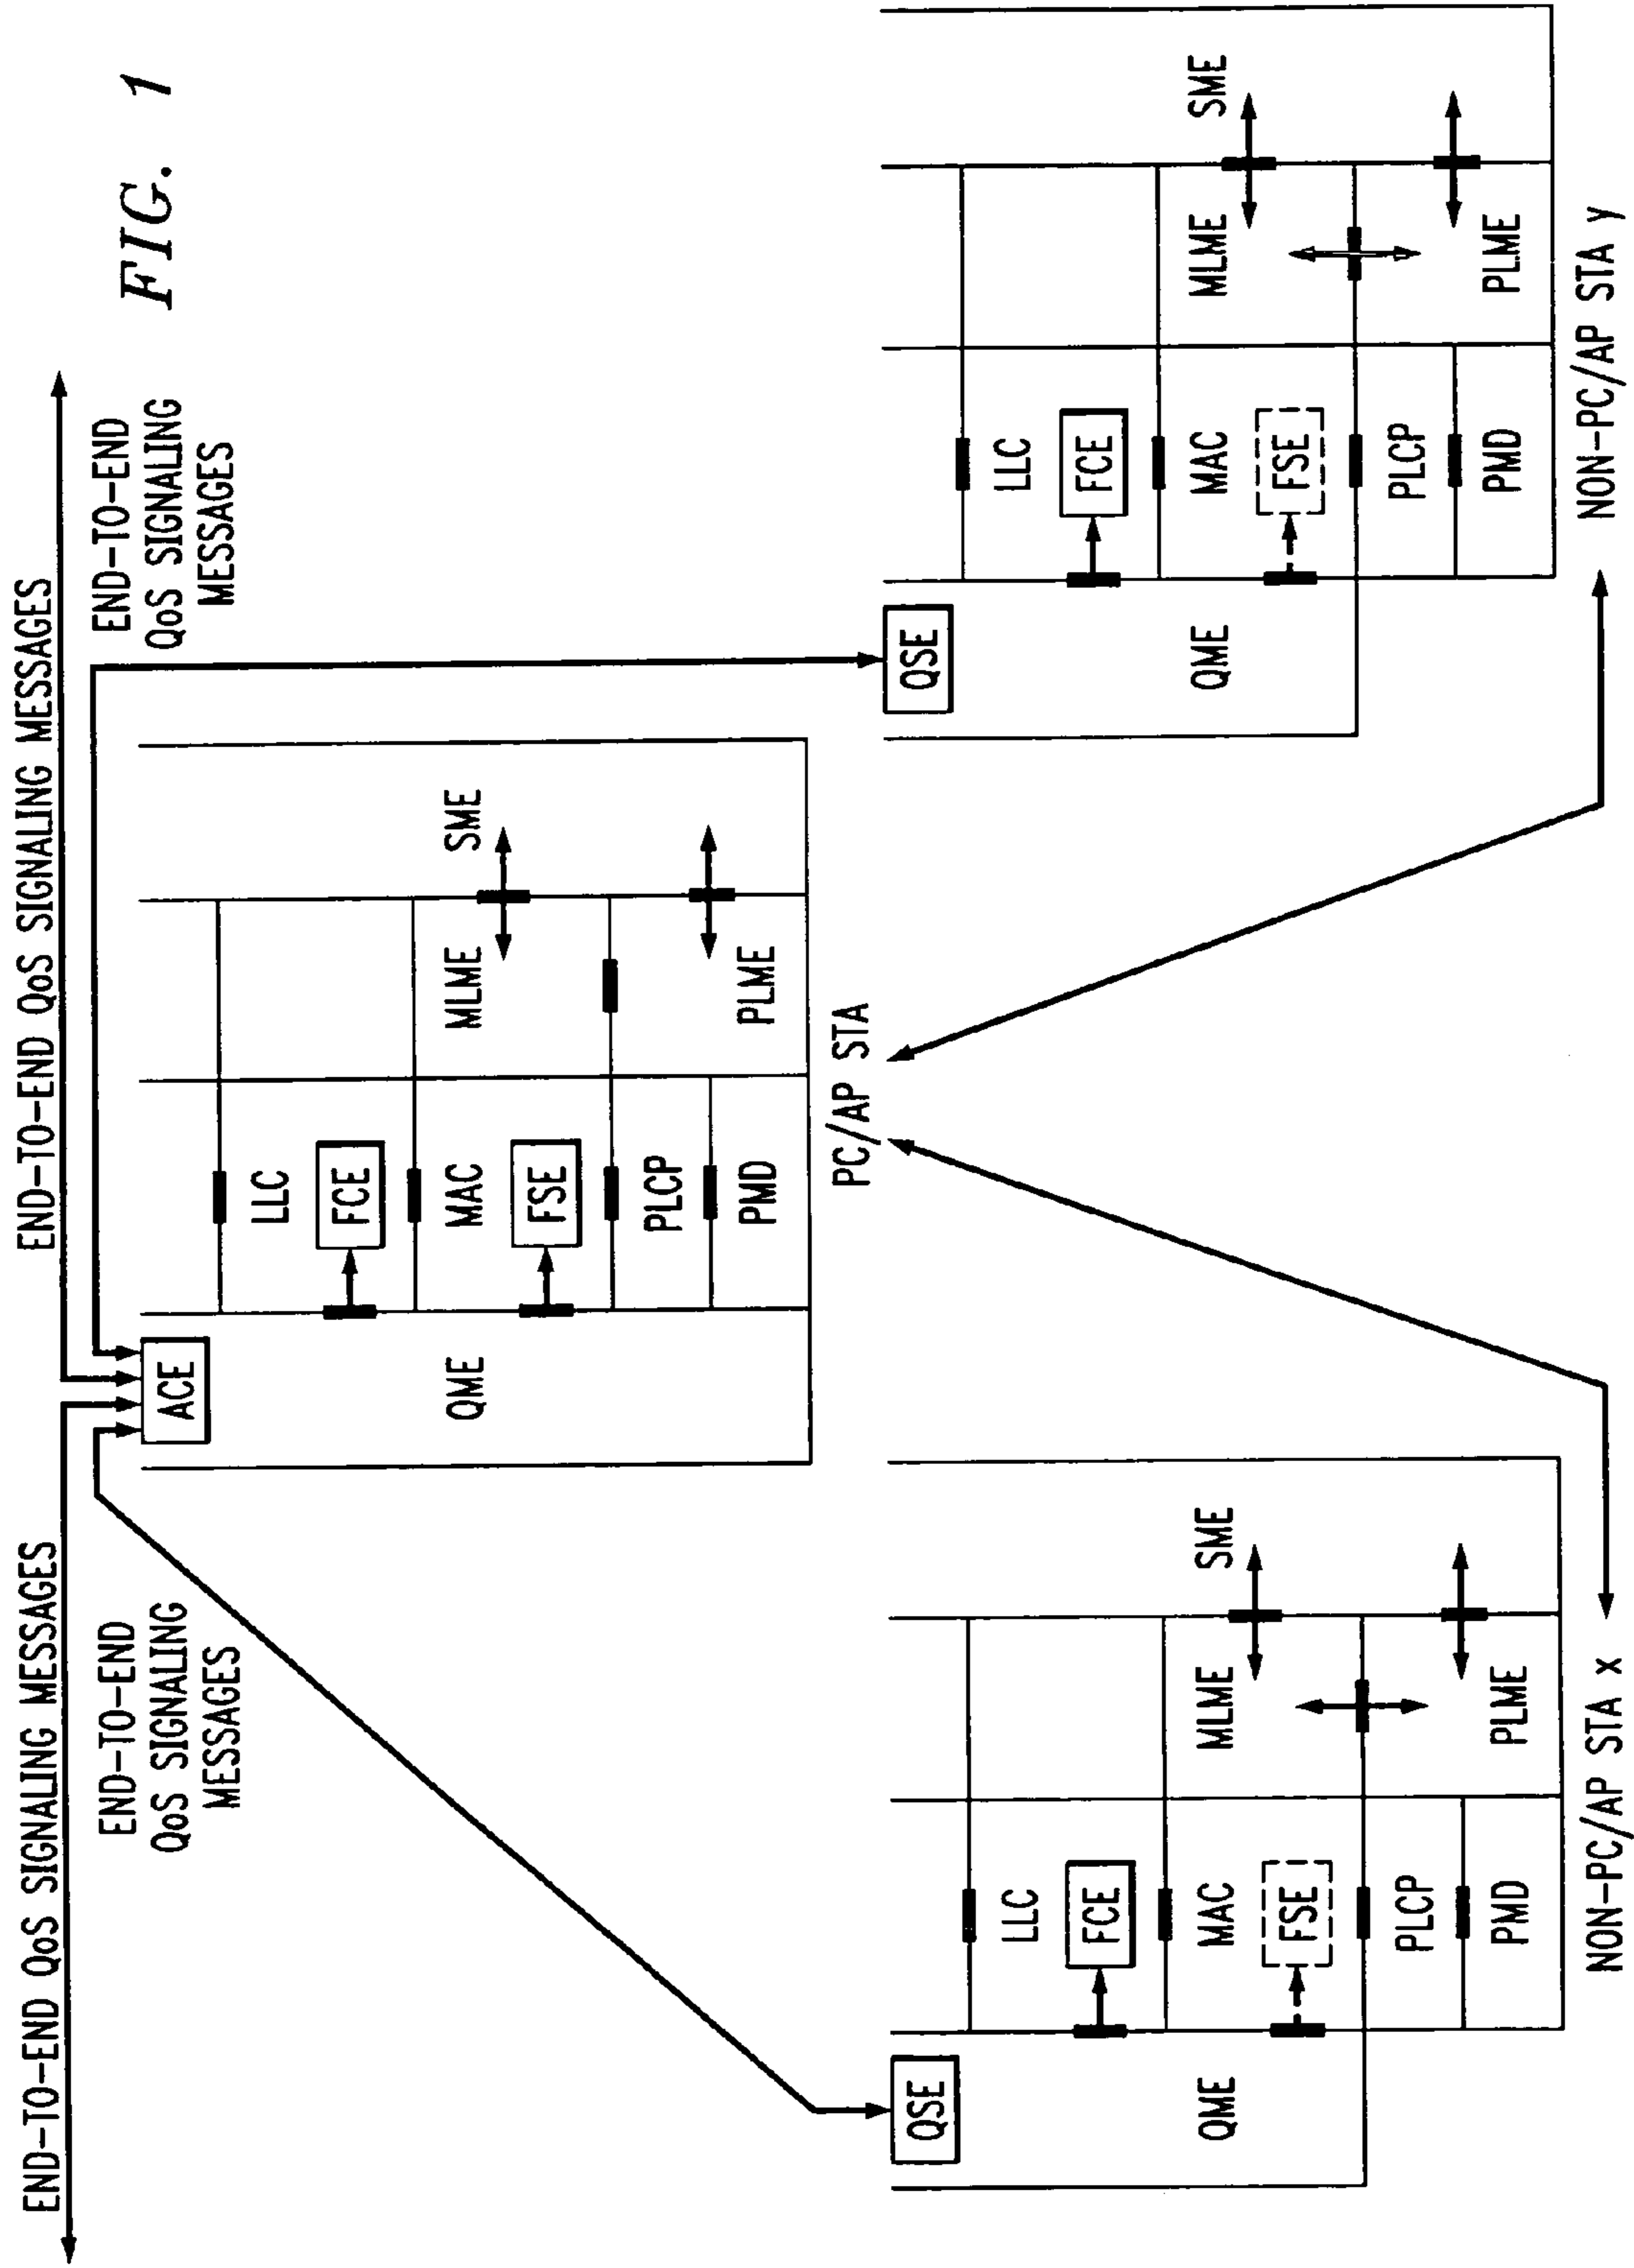 FIG. 1
END-TO-END QoS SIGNALING MESSAGES
END-TO-END QoS SIGNALING MESSAGES
END-TO-END
QoS SIGNALING
MESSAGES
END-TO-END
QoS SIGNALING
MESSAGES
ACE
QME
LLC
FCE
MAC
FSE
PLCP
PMD
MLME
PLME
SME
PC/AP STA
QSE
QME
LLC
FCE
MAC
FSE
PLCP
PMD
MLME
PLME
SME
NON-PC/AP STA x
QSE
QME
LLC
FCE
MAC
FSE
PLCP
PMD
MLME
PLME
SME
NON-PC/AP STA y